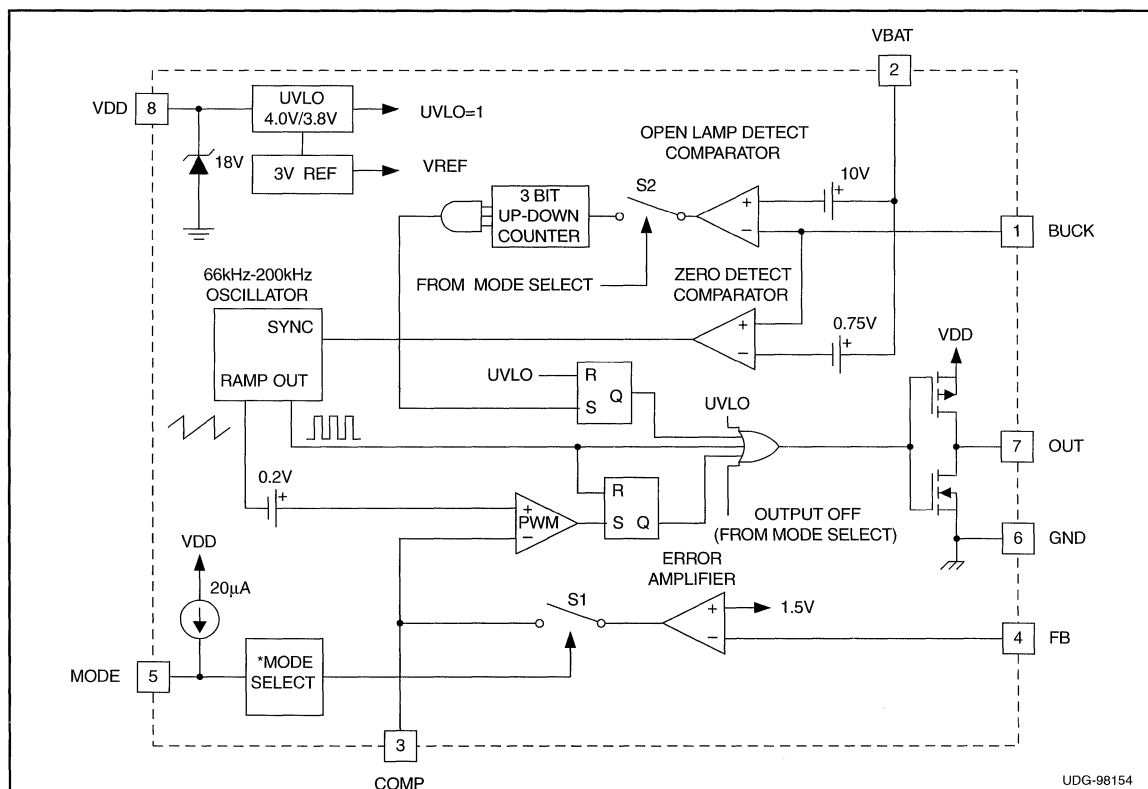 VBAT
2
VDD
8
UVLO
4.0V/3.8V
UVLO=1
18V
3V REF
VREF
OPEN LAMP DETECT
COMPARATOR
10V
+
S2
3 BIT
UP-DOWN
COUNTER
+
−
1
BUCK
FROM MODE SELECT
ZERO DETECT
COMPARATOR
66kHz-200kHz
OSCILLATOR
SYNC
RAMP OUT
+
−
0.75V
+
VDD
UVLO
R
Q
S
UVLO
7
OUT
0.2V
+
+
PWM
−
R
S Q
OUTPUT OFF
(FROM MODE SELECT)
6
GND
VDD
20µA
ERROR
AMPLIFIER
S1
+
−
1.5V
4
FB
MODE
5
*MODE
SELECT
3
COMP
UDG-98154